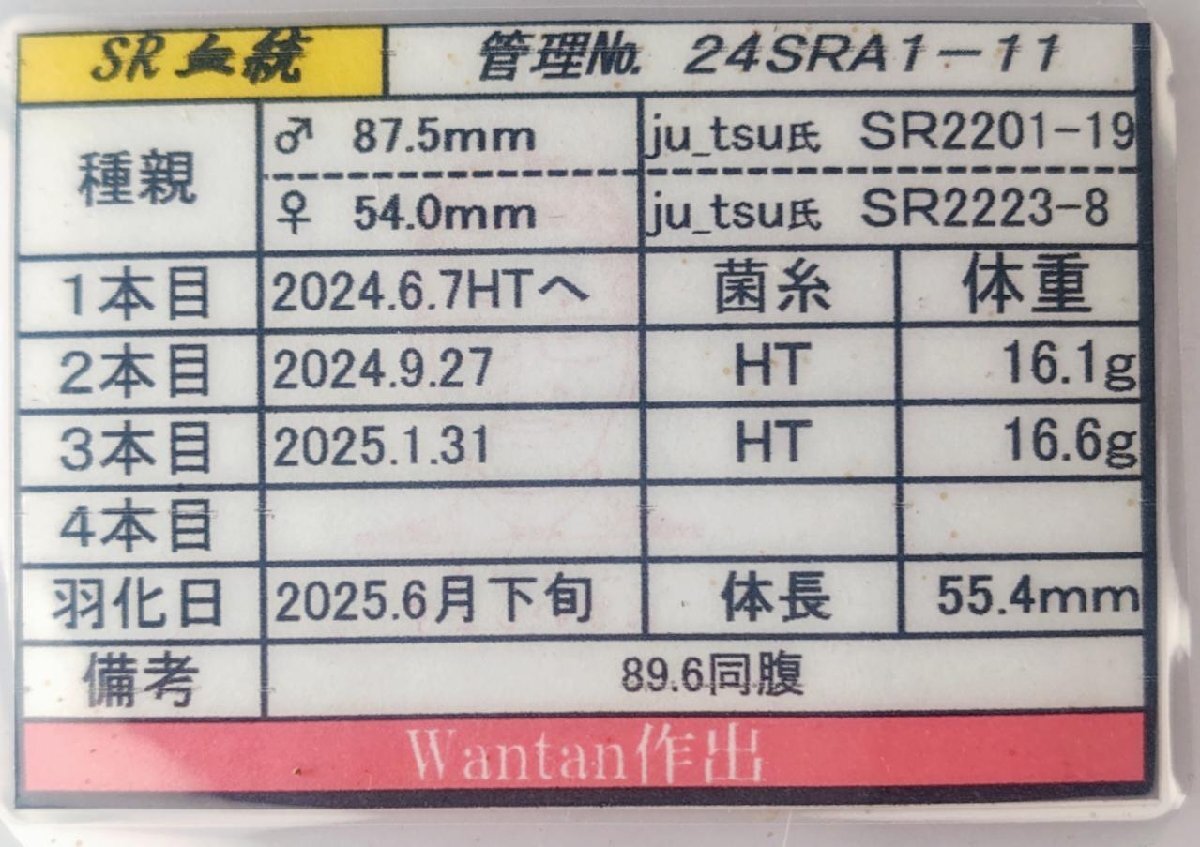 SR血統 管理No. 24SRA1-11
種親 ♂ 87.5mm ju_tsu氏 SR2201-19
♀ 54.0mm ju_tsu氏 SR2223-8
1本目 2024.6.7HTへ 菌糸 体重
2本目 2024.9.27 HT 16.1g
3本目 2025.1.31 HT 16.6g
4本目
羽化日 2025.6月下旬 体長 55.4mm
備考 89.6同腹
Wantan作出